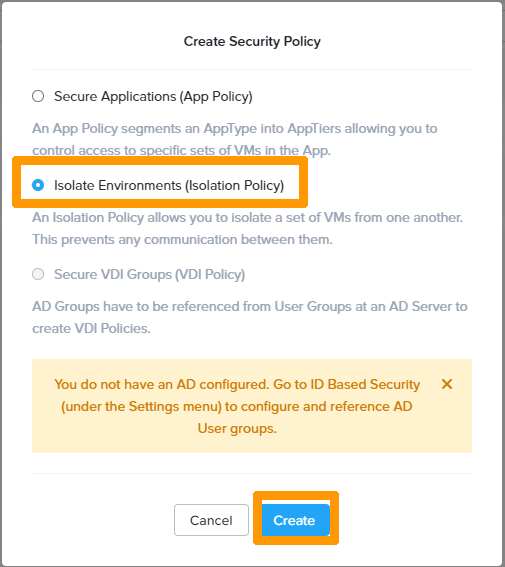 Create Security Policy
Secure Applications (App Policy)
An App Policy segments an AppType into AppTiers allowing you to
control access to specific sets of VMs in the App.
Isolate Environments (Isolation Policy)
An Isolation Policy allows you to isolate a set of VMs from one another.
This prevents any communication between them.
Secure VDI Groups (VDI Policy)
AD Groups have to be referenced from User Groups at an AD Server to
create VDI Policies.
You do not have an AD configured. Go to ID Based Security
(under the Settings menu) to configure and reference AD
User groups.
Cancel
Create